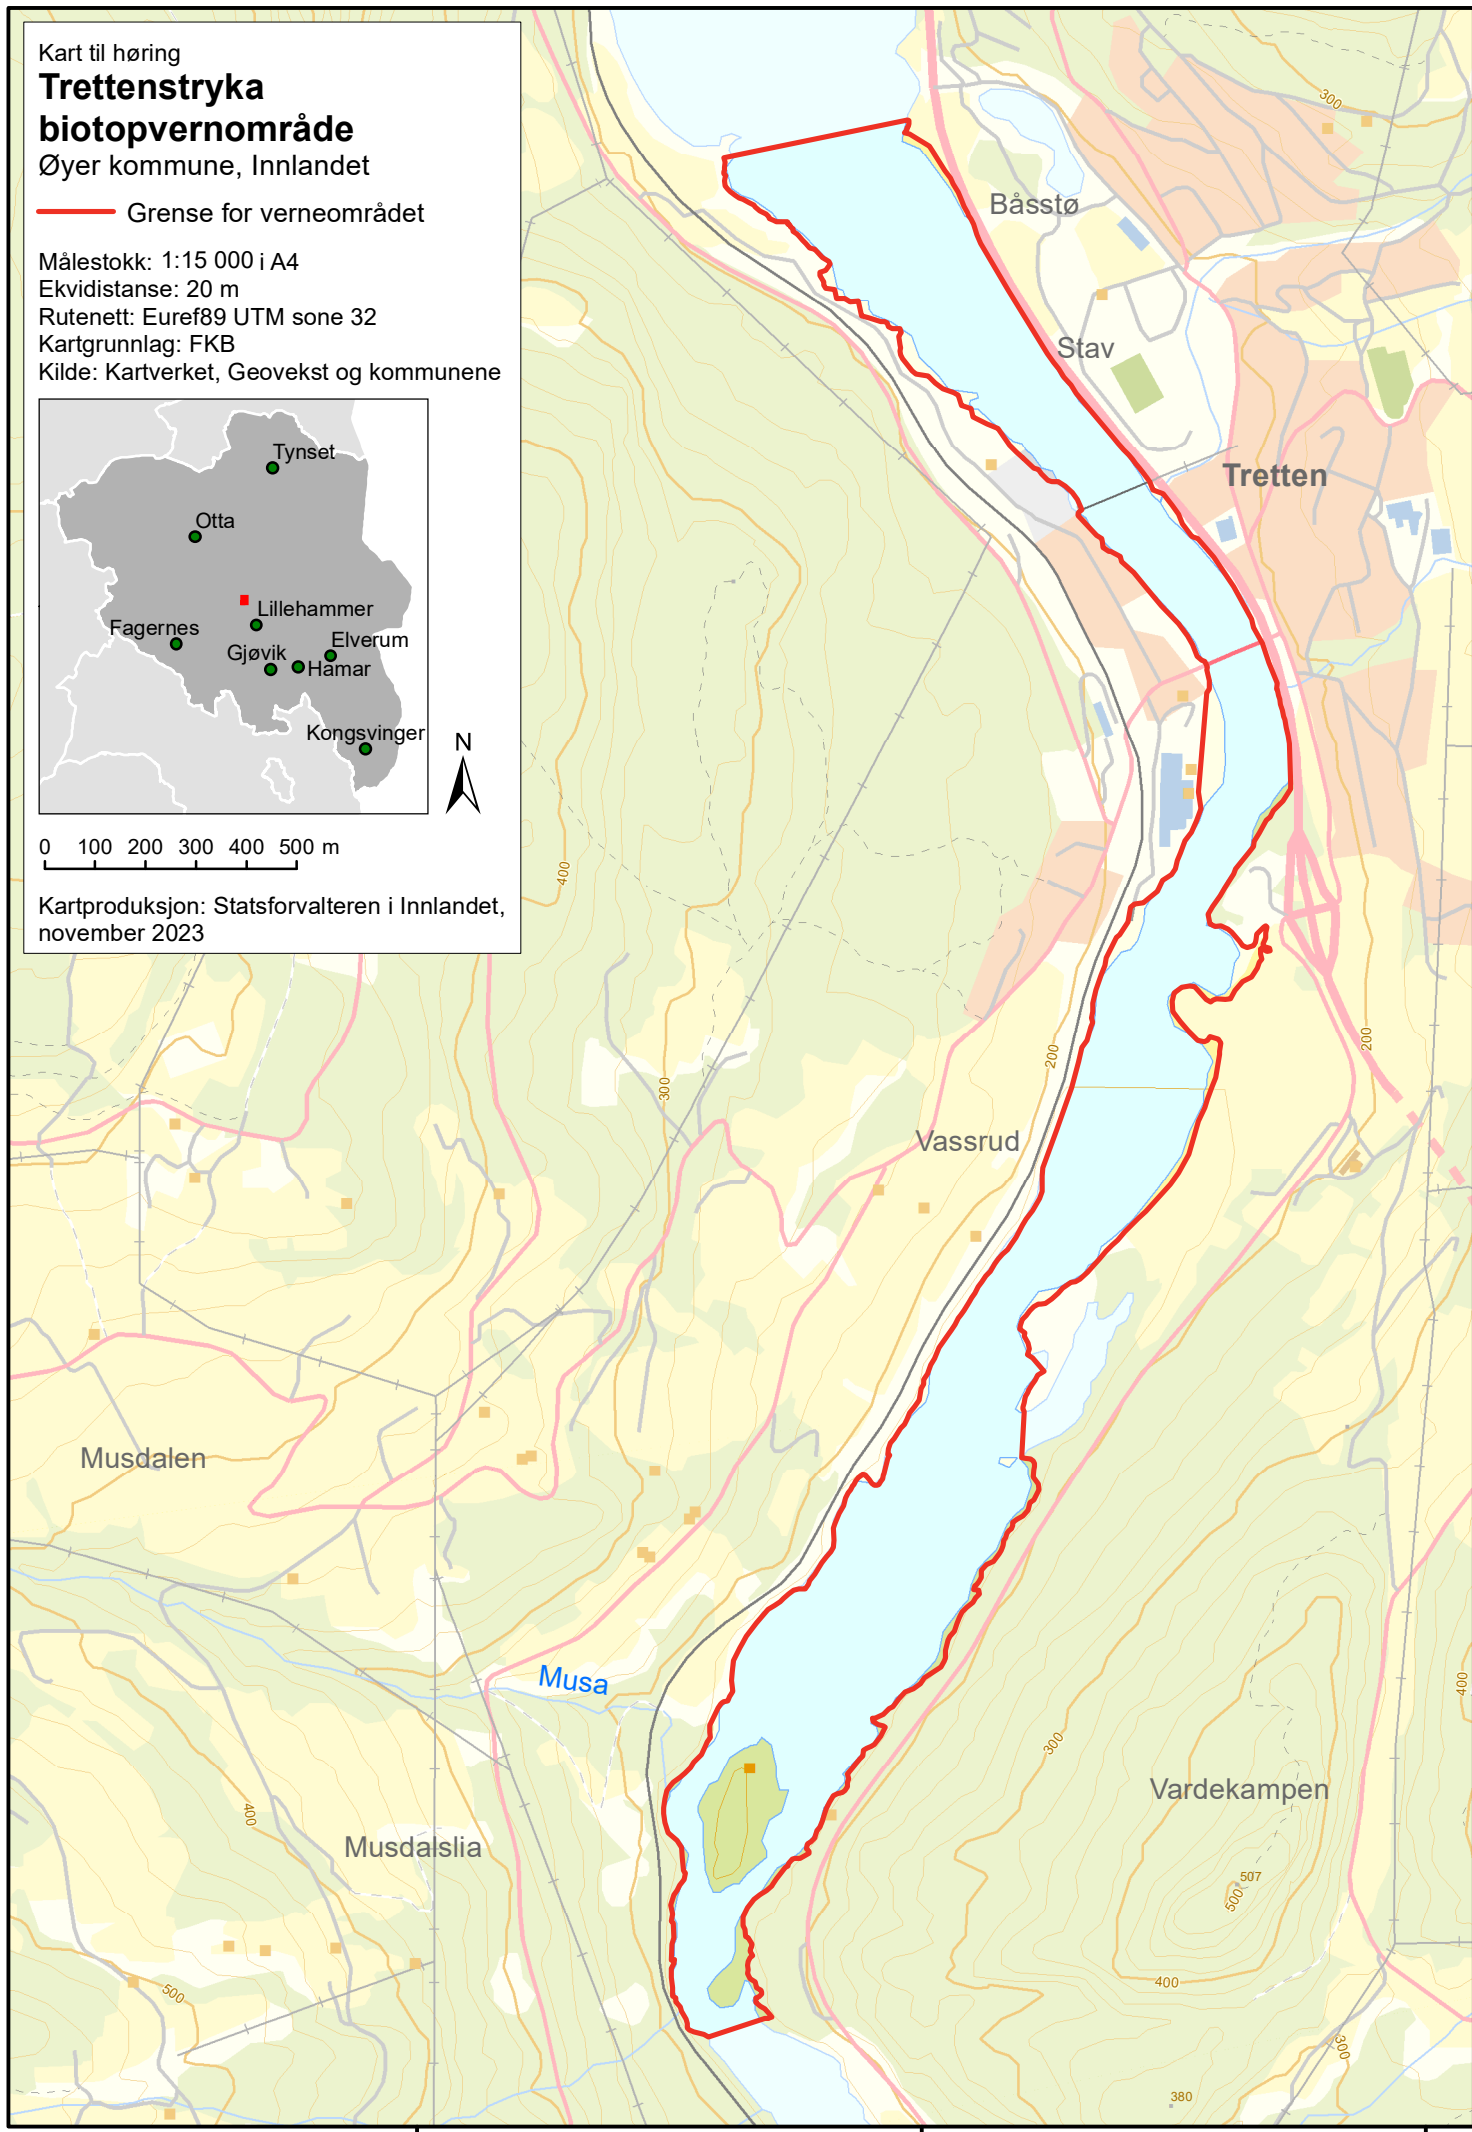 Kart til høring
Trettenstryka
biotopvernområde
Øyer kommune, Innlandet
Grense for verneområdet
Målestokk: 1:15 000 i A4
Ekvidistanse: 20 m
Rutenett: Euref89 UTM sone 32
Kartgrunnlag: FKB
Kilde: Kartverket, Geovekst og kommunene
Tynset
Otta
Lillehammer
Fagernes
Elverum
Gjøvik
Hamar
Kongsvinger
N
0 100 200 300 400 500 m
Kartproduksjon: Statsforvalteren i Innlandet,
november 2023
300
Båsstø
Stav
Tretten
400
200
200
300
Vassrud
Musdalen
Musa
400
300
Vardekampen
400
Musdalslia
507
500
500
400
300
380